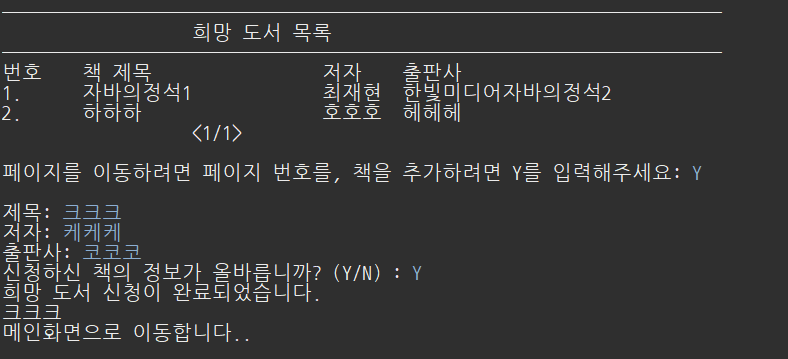 희망 도서 목록
번호 책 제목 저자 출판사
1. 자바의정석1 최재현 한빛미디어자바의정석2
2. 하하하 호호호 헤헤헤
<1/1>
페이지를 이동하려면 페이지 번호를, 책을 추가하려면 Y를 입력해주세요: Y
제목: 크크크
저자: 케케케
출판사: 코코코
신청하신 책의 정보가 올바릅니까? (Y/N) : Y
희망 도서 신청이 완료되었습니다.
크크크
메인화면으로 이동합니다..